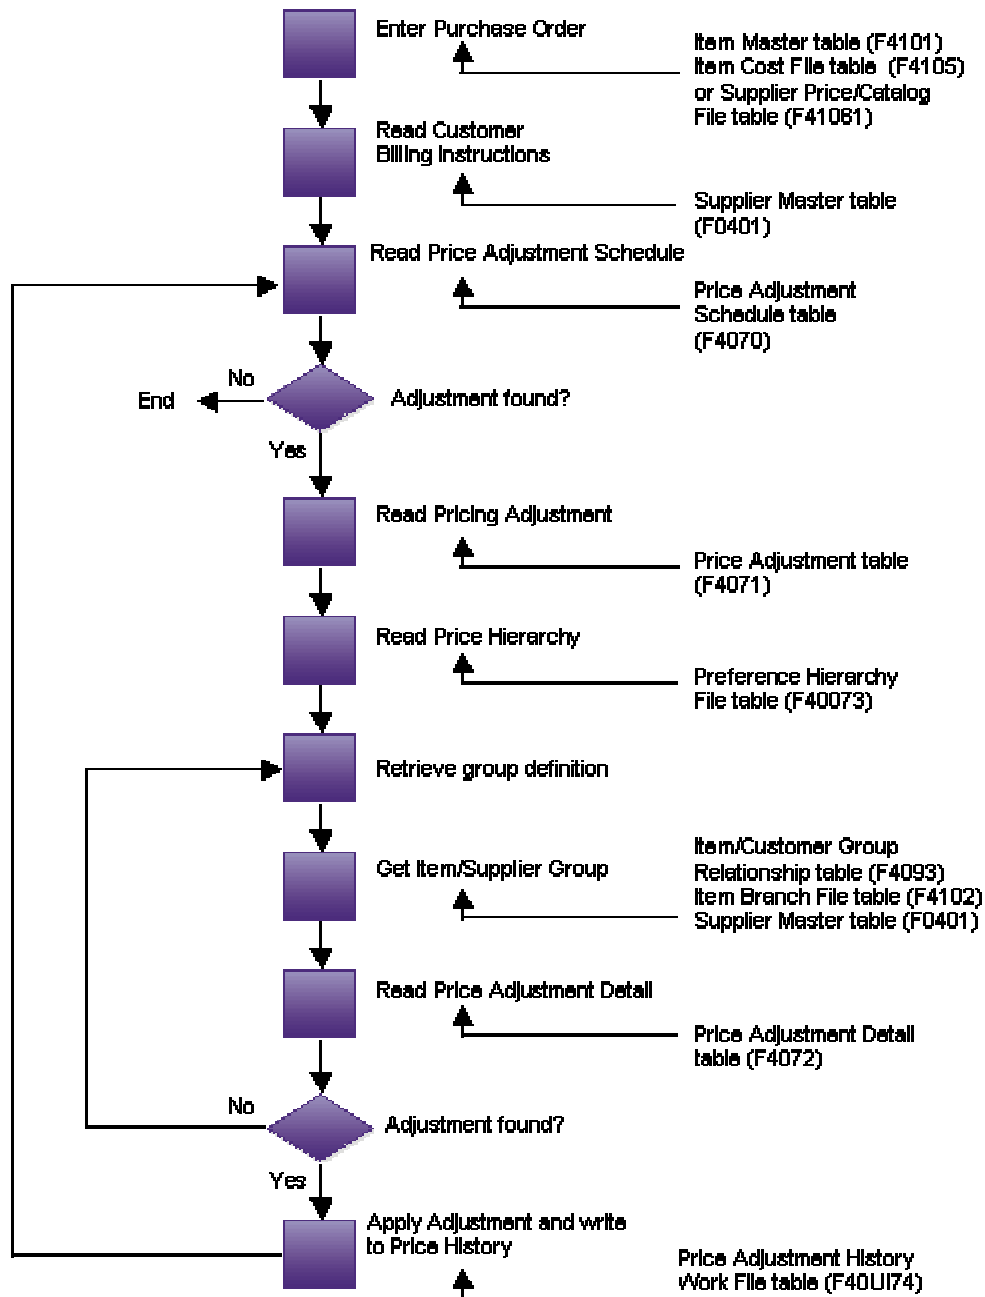 Enter Purchase Order
Item Master table (F4101)
Item Cost File table (F4105)
or Supplier Price/Catalog
File table (F41061)
Read Customer
Billing Instructions
Supplier Master table
(F0401)
Read Price Adjustment Schedule
Price Adjustment
Schedule table
(F4070)
No
End
Adjustment found?
Yes
Read Pricing Adjustment
Price Adjustment table
(F4071)
Read Price Hierarchy
Preference Hierarchy
File table (F40073)
Retrieve group definition
Get Item/Supplier Group
Item/Customer Group
Relationship table (F4093)
Item Branch File table (F4102)
Supplier Master table (F0401)
Read Price Adjustment Detail
Price Adjustment Detail
table (F4072)
No
Adjustment found?
Yes
Apply Adjustment and write
to Price History
Price Adjustment History
Work File table (F40UI74)